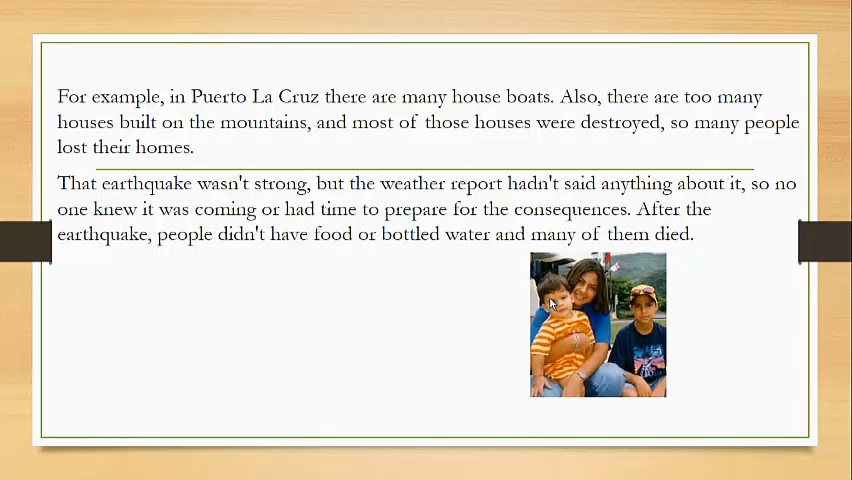 For example, in Puerto La Cruz there are many house boats. Also, there are too many
houses built on the mountains, and most of those houses were destroyed, so many people
lost their homes.
That earthquake wasn't strong, but the weather report hadn't said anything about it, so no
one knew it was coming or had time to prepare for the consequences. After the
earthquake, people didn't have food or bottled water and many of them died.